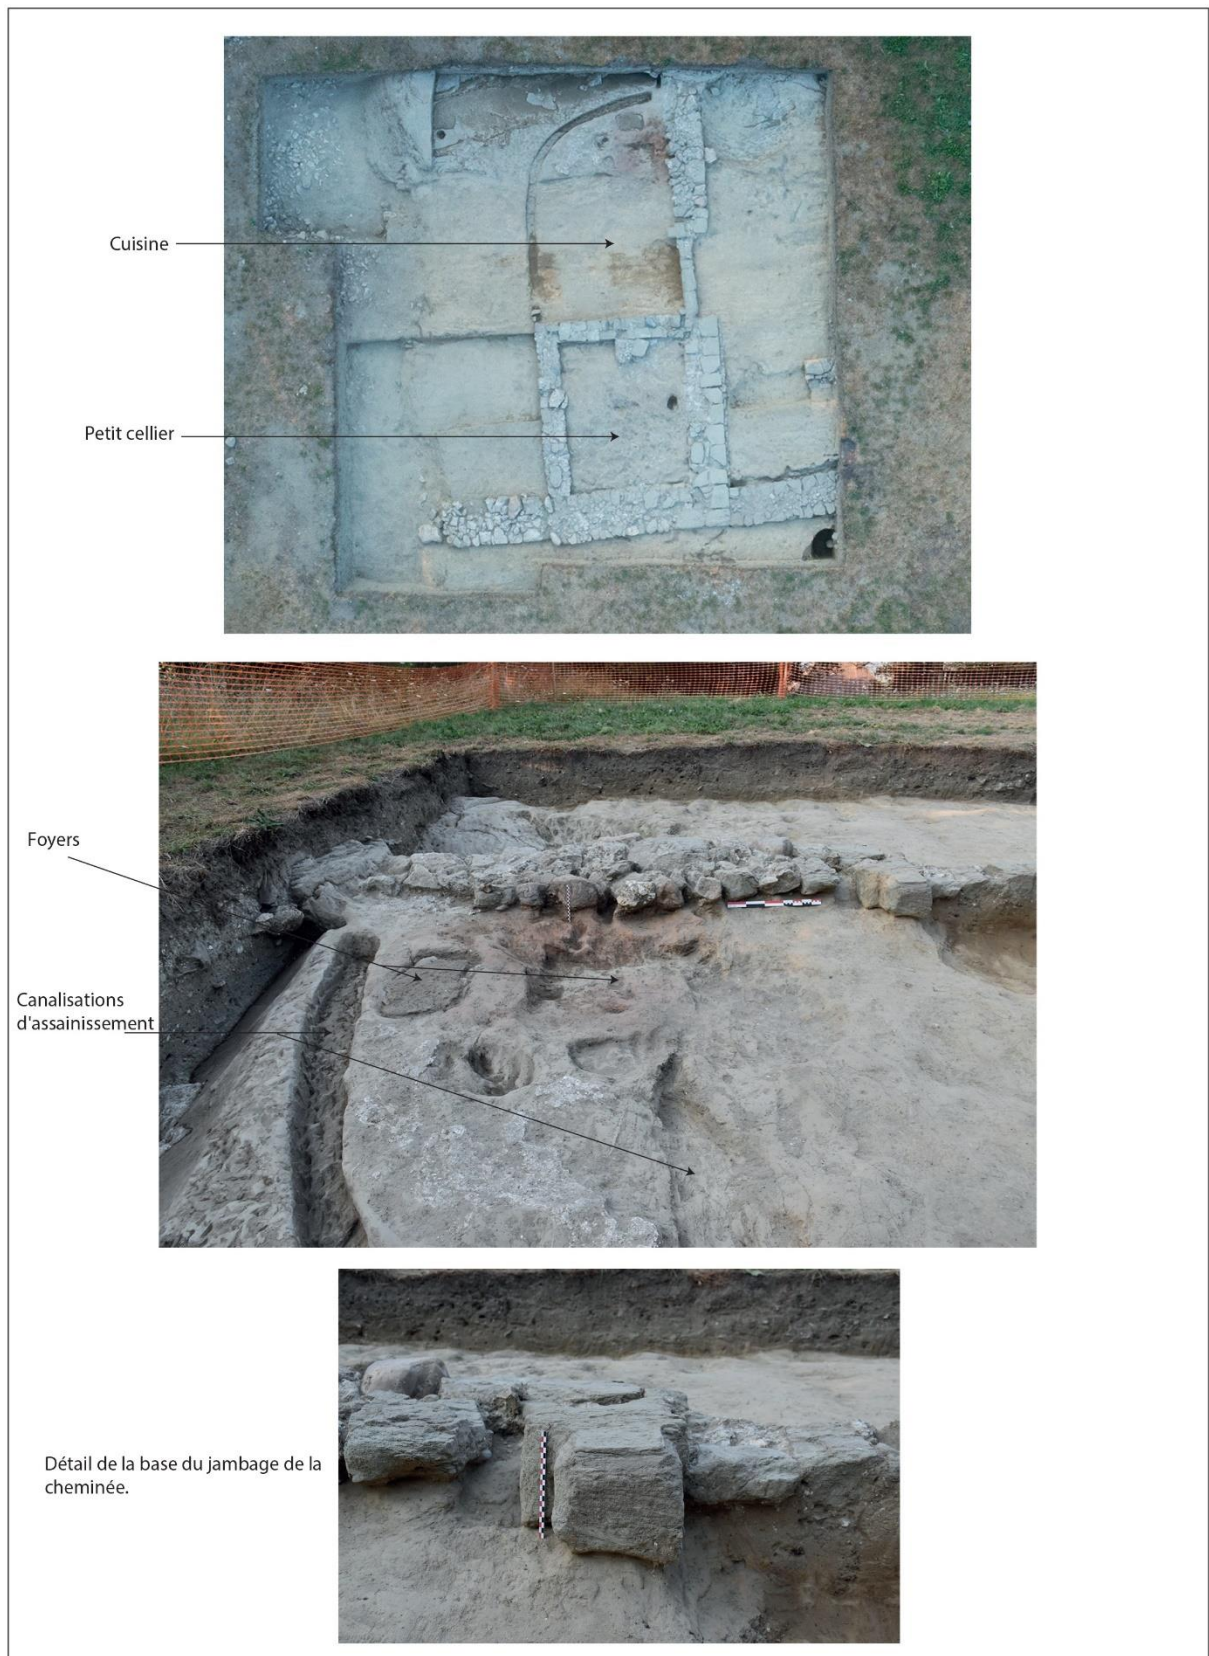 Cuisine
Petit cellier
Foyers
Canalisations
d'assainissement
Détail de la base du jambage de la
cheminée.